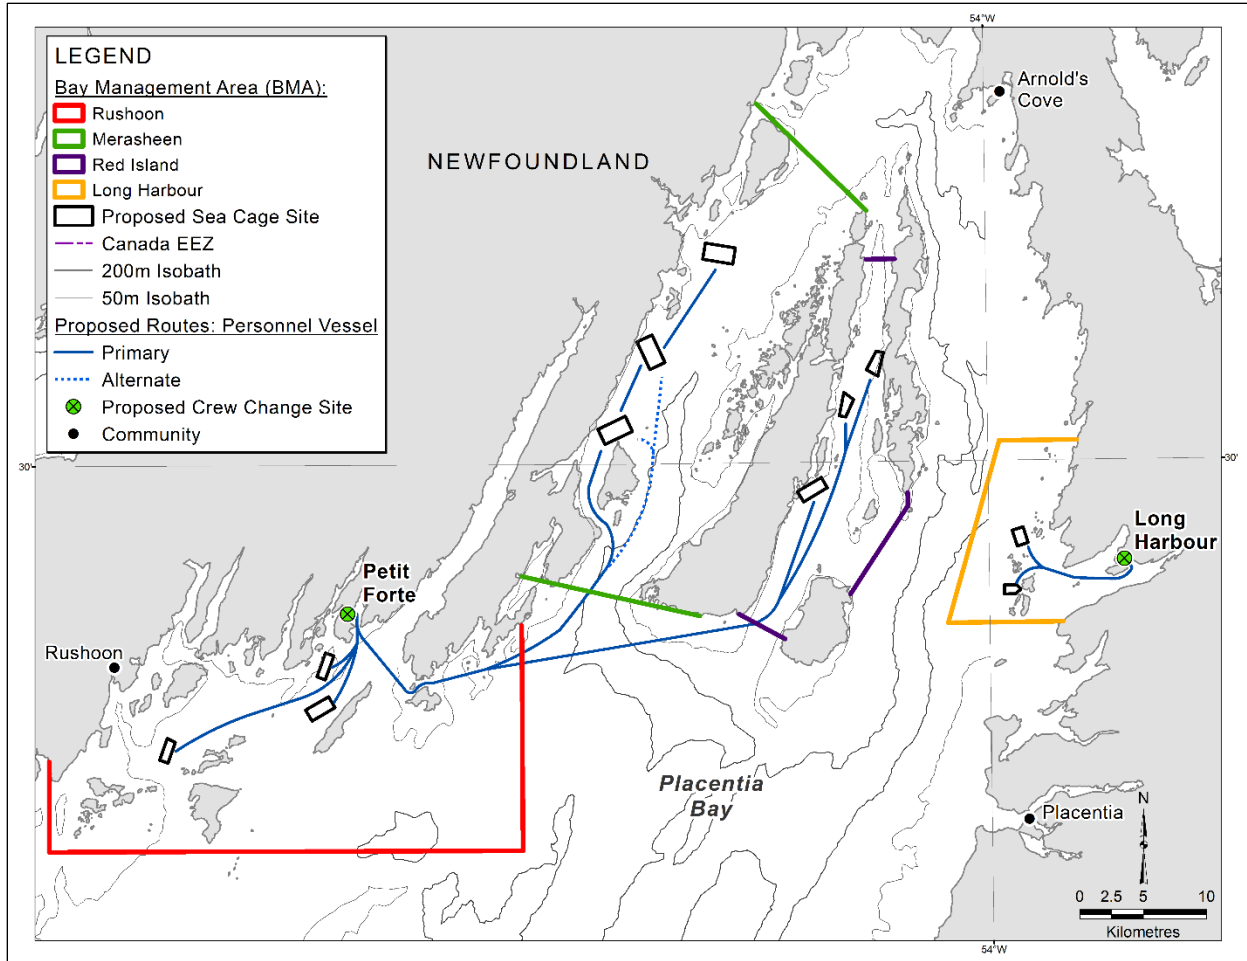 LEGEND
Bay Management Area (BMA):
Rushoon
Merasheen
Red Island
Long Harbour
Proposed Sea Cage Site
Canada EEZ
200m Isobath
50m Isobath
Proposed Routes: Personnel Vessel
Primary
Alternate
Proposed Crew Change Site
Community
54°W
Arnold's
Cove
NEWFOUNDLAND
30'
30'
Long
Harbour
Petit
Forte
Rushoon
Placentia
Bay
Placentia
N
0 2.5 5 10
Kilometres
54°W